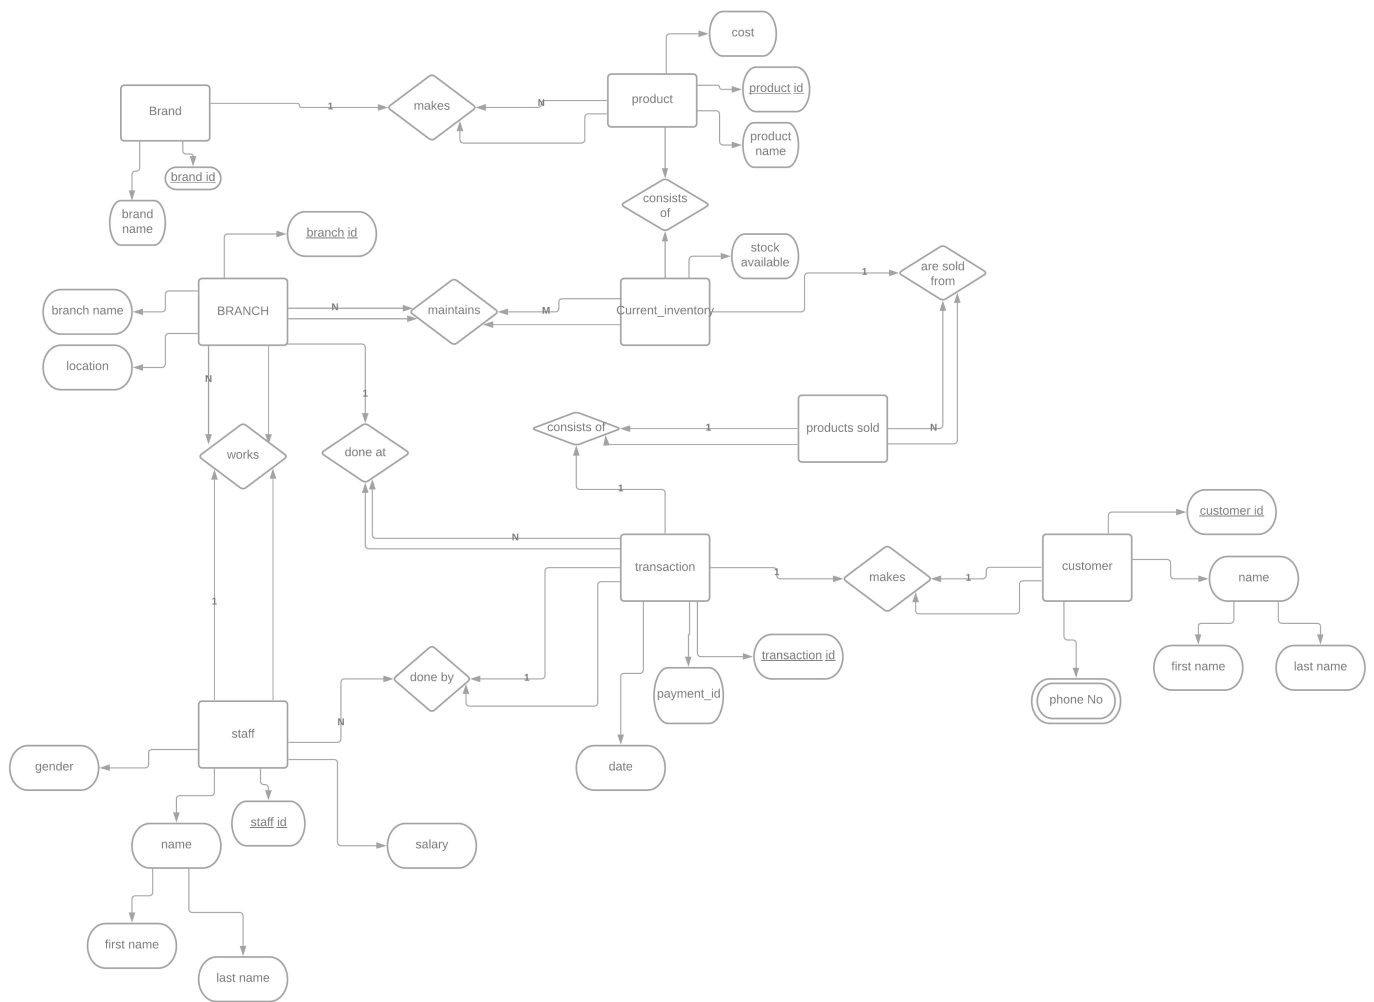 cost
product id
product
name
Brand
1
makes
N
product
brand id
brand
name
consists
of
branch id
stock
available
are sold
from
1
branch name
BRANCH
N
maintains
M
Current_inventory
location
N
1
works
done at
consists of
1
products sold
N
1
customer id
N
transaction
1
makes
1
customer
name
1
transaction id
first name
last name
done by
1
payment_id
phone No
N
staff
gender
date
staff id
name
salary
first name
last name